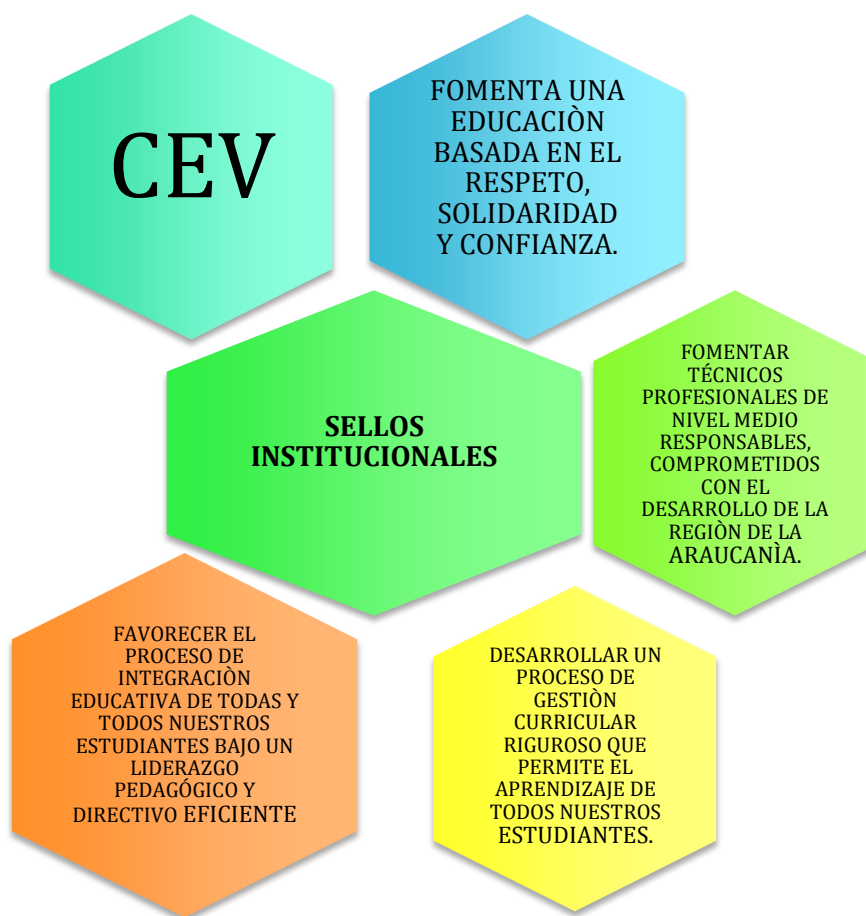 CEV
FOMENTA UNA
EDUCACIÒN
BASADA EN EL
RESPETO,
SOLIDARIDAD
Y CONFIANZA.
SELLOS
INSTITUCIONALES
FOMENTAR
TÉCNICOS
PROFESIONALES DE
NIVEL MEDIO
RESPONSABLES,
COMPROMETIDOS
CON EL
DESARROLLO DE LA
REGIÒN DE LA
ARAUCANÌA.
FAVORECER EL
PROCESO DE
INTEGRACIÒN
EDUCATIVA DE TODAS Y
TODOS NUESTROS
ESTUDIANTES BAJO UN
LIDERAZGO
PEDAGÓGICO Y
DIRECTIVO EFICIENTE
DESARROLLAR UN
PROCESO DE
GESTIÒN
CURRICULAR
RIGUROSO QUE
PERMITE EL
APRENDIZAJE DE
TODOS NUESTROS
ESTUDIANTES.